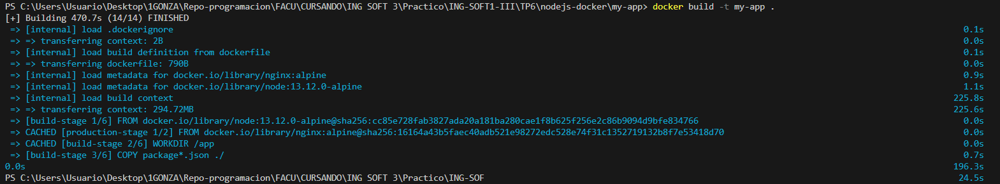 PS C:\Users\Usuario\Desktop\1GONZA\Repo-programacion\FACU\CURSANDO\ING SOFT 3\Practico\ING-SOFT1-III\TP6\nodejs-docker\my-app> docker build -t my-app .
[+] Building 470.7s (14/14) FINISHED
=> [internal] load .dockerignore 0.1s
=> => transferring context: 2B 0.0s
=> [internal] load build definition from dockerfile 0.1s
=> => transferring dockerfile: 790B 0.0s
=> [internal] load metadata for docker.io/library/nginx:alpine 0.9s
=> [internal] load metadata for docker.io/library/node:13.12.0-alpine 1.1s
=> [internal] load build context 225.8s
=> => transferring context: 294.72MB 225.6s
=> [build-stage 1/6] FROM docker.io/library/node:13.12.0-alpine@sha256:cc85e728fab3827ada20a181ba280cae1f8b625f256e2c86b9094d9bfe834766 0.0s
=> CACHED [production-stage 1/2] FROM docker.io/library/nginx:alpine@sha256:16164a43b5faec40adb521e98272edc528e74f31c1352719132b8f7e53418d70 0.0s
=> CACHED [build-stage 2/6] WORKDIR /app 0.0s
=> [build-stage 3/6] COPY package*.json ./ 0.7s
0.0s 196.3s
PS C:\Users\Usuario\Desktop\1GONZA\Repo-programacion\FACU\CURSANDO\ING SOFT 3\Practico\ING-SOF 24.5s